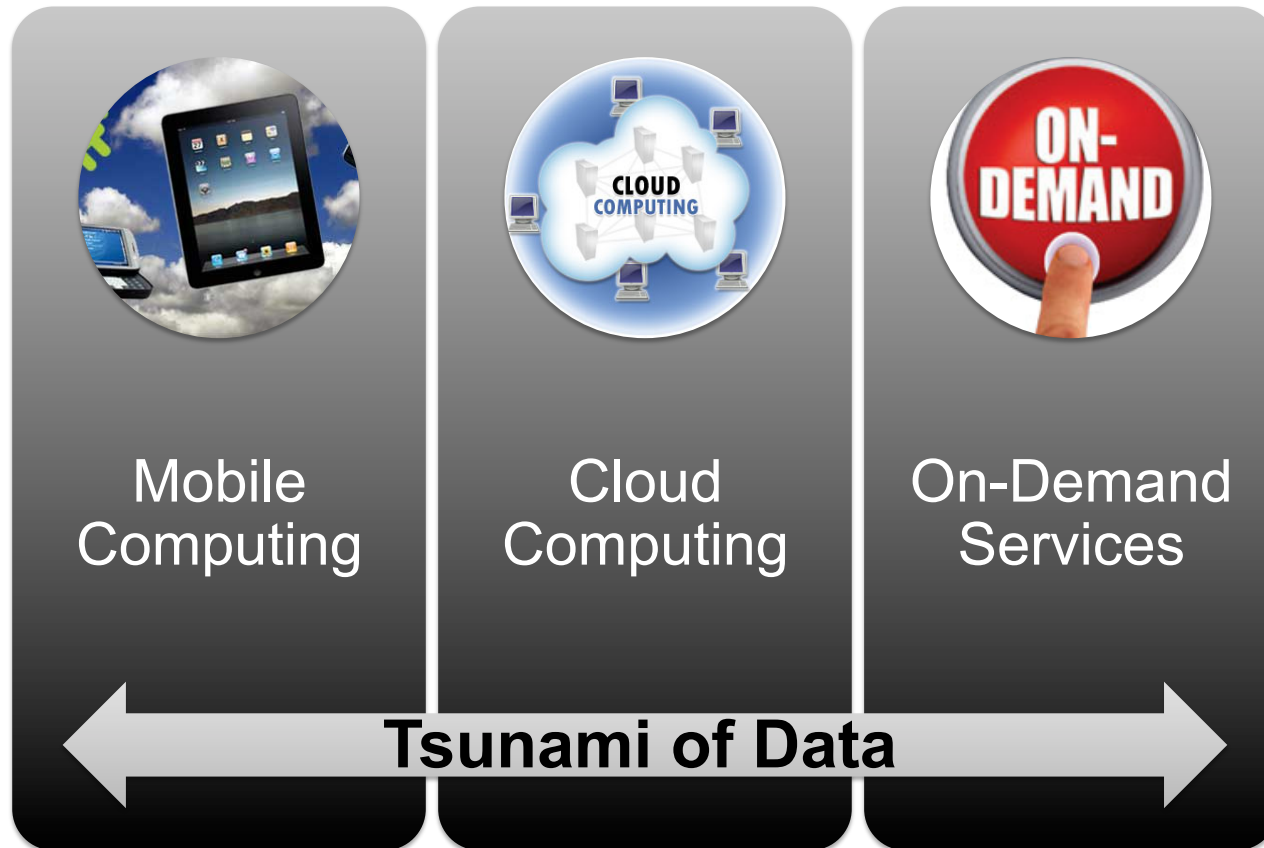 ON-
DEMAND
CLOUD
COMPUTING
Mobile
Computing
Cloud
Computing
On-Demand
Services
Tsunami of Data